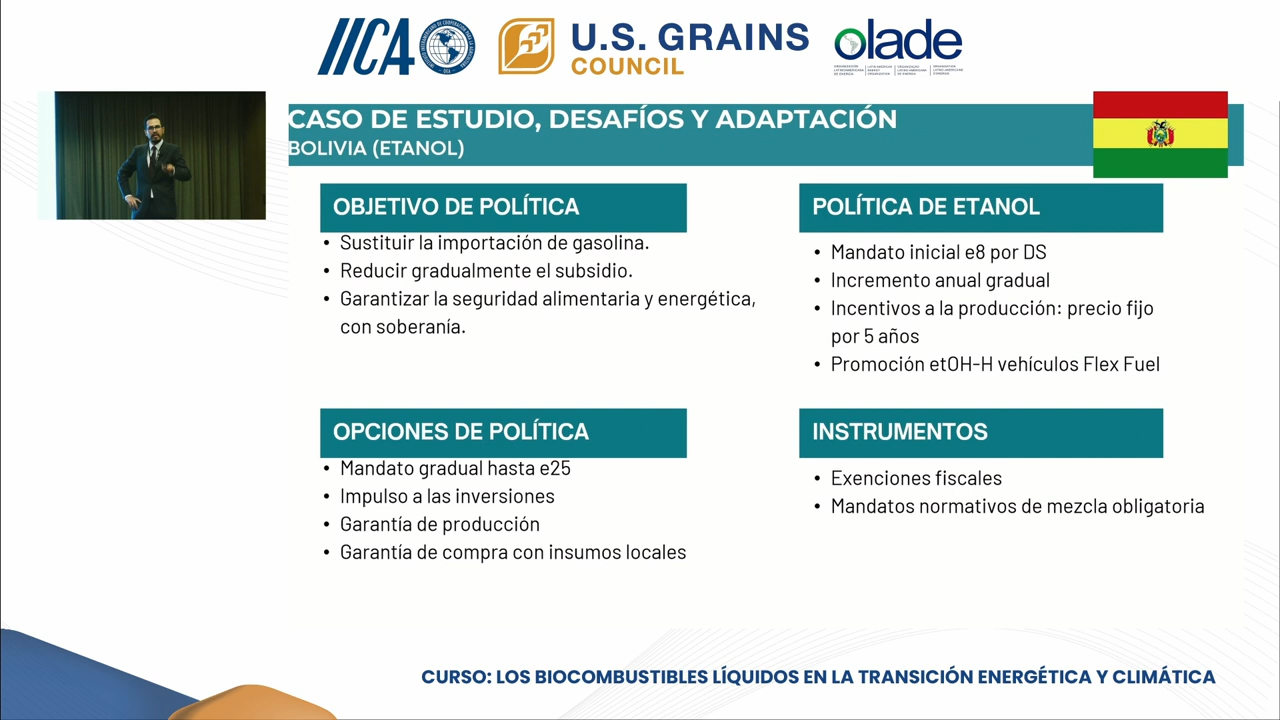 IICA
U.S. GRAINS
COUNCIL
olade
CASO DE ESTUDIO, DESAFÍOS Y ADAPTACIÓN
BOLIVIA (ETANOL)
OBJETIVO DE POLÍTICA
• Sustituir la importación de gasolina.
• Reducir gradualmente el subsidio.
• Garantizar la seguridad alimentaria y energética,
con soberanía.
POLÍTICA DE ETANOL
• Mandato inicial e8 por DS
• Incremento anual gradual
• Incentivos a la producción: precio fijo
por 5 años
• Promoción etOH-H vehículos Flex Fuel
OPCIONES DE POLÍTICA
• Mandato gradual hasta e25
• Impulso a las inversiones
• Garantía de producción
• Garantía de compra con insumos locales
INSTRUMENTOS
• Exenciones fiscales
• Mandatos normativos de mezcla obligatoria
CURSO: LOS BIOCOMBUSTIBLES LÍQUIDOS EN LA TRANSICIÓN ENERGÉTICA Y CLIMÁTICA